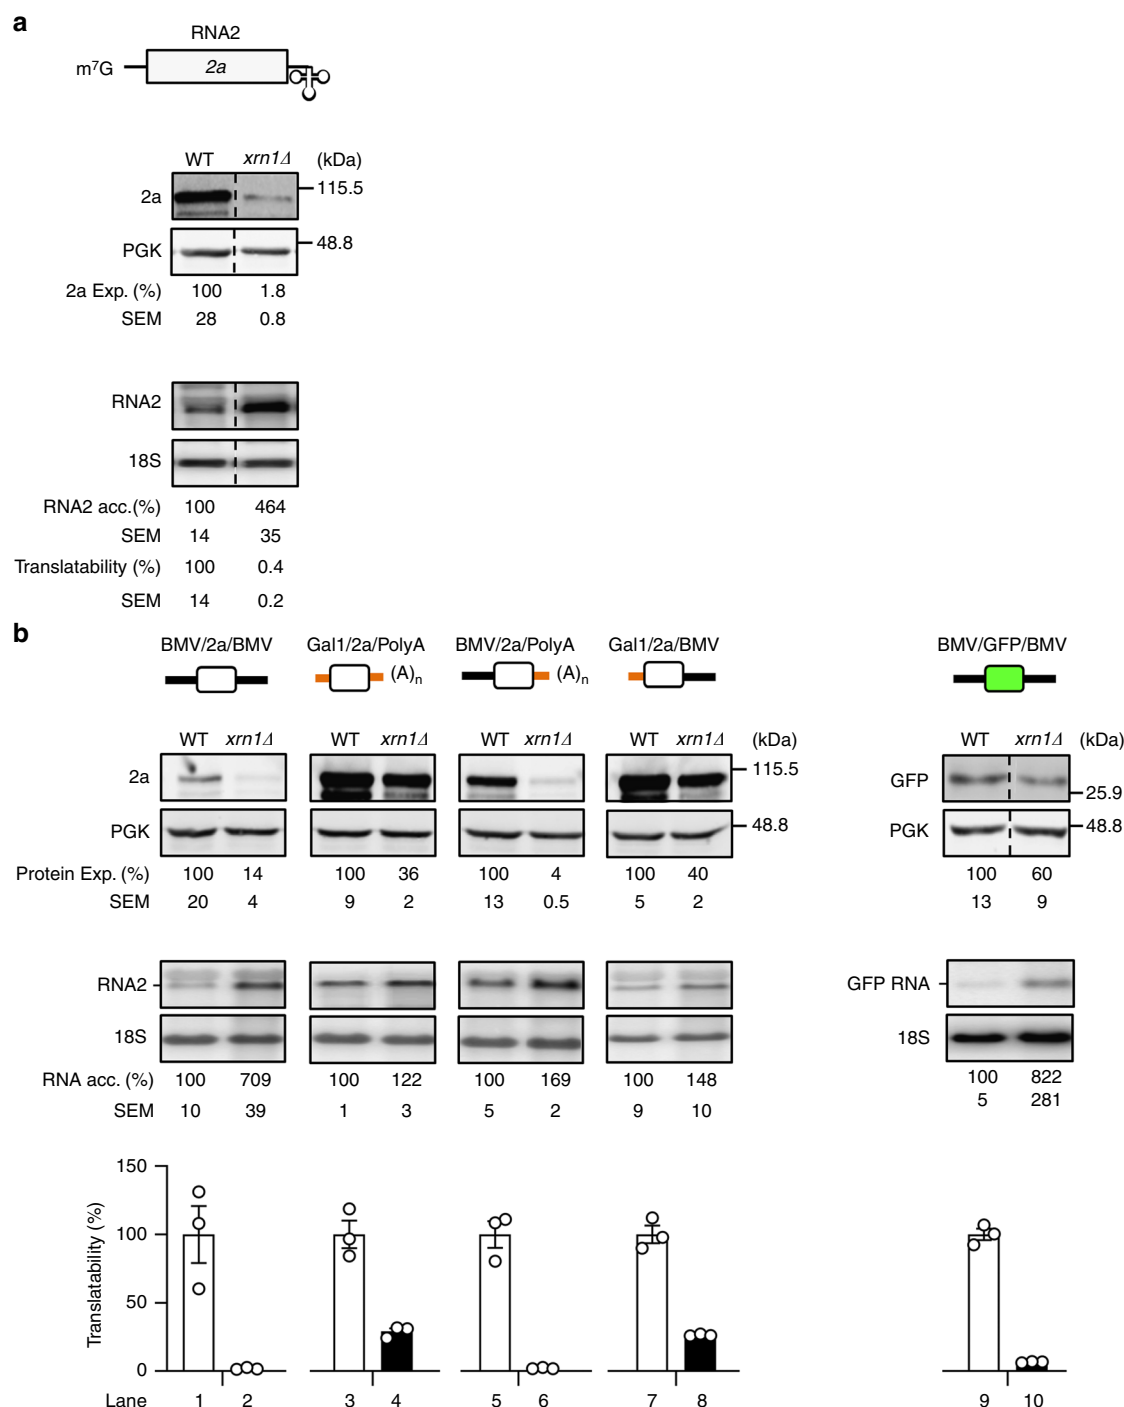 a
RNA2
m⁷G
2a
WT xrn1Δ (kDa)
2a
115.5
PGK
48.8
2a Exp. (%) 100 1.8
SEM 28 0.8
RNA2
18S
RNA2 acc.(%) 100 464
SEM 14 35
Translatability (%) 100 0.4
SEM 14 0.2
b
BMV/2a/BMV Gal1/2a/PolyA BMV/2a/PolyA Gal1/2a/BMV BMV/GFP/BMV
(A)n (A)n
WT xrn1Δ WT xrn1Δ WT xrn1Δ WT xrn1Δ (kDa) WT xrn1Δ (kDa)
2a 115.5 GFP 25.9
PGK 48.8 PGK 48.8
Protein Exp. (%) 100 14 100 36 100 4 100 40 100 60
SEM 20 4 9 2 13 0.5 5 2 13 9
RNA2 GFP RNA
18S 18S
RNA acc. (%) 100 709 100 122 100 169 100 148 100 822
SEM 10 39 1 3 5 2 9 10 5 281
Translatability (%)
150
100
50
0
Lane 1 2 3 4 5 6 7 8 9 10